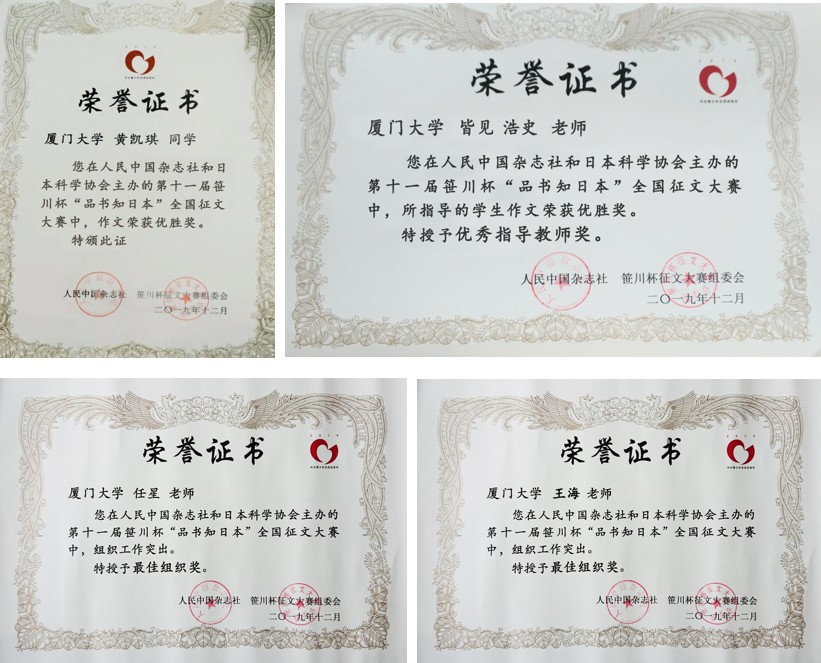 荣誉证书
厦门大学 黄凯琪 同学
您在人民中国杂志社和日
本科学协会主办的第十一届笹
川杯“品书知日本”全国征文
大赛中，作文荣获优胜奖。
特颁此证
人民中国杂志社 笹川杯征文大赛组委会
二〇一九年十二月
荣誉证书
厦门大学 皆见 浩史 老师
您在人民中国杂志社和日本科学协会主办的
第十一届笹川杯“品书知日本”全国征文大赛
中，所指导的学生作文荣获优胜奖。
特授予优秀指导教师奖。
人民中国杂志社 笹川杯征文大赛组委会
二〇一九年十二月
荣誉证书
厦门大学 任星 老师
您在人民中国杂志社和日本科学协会主办的
第十一届笹川杯“品书知日本”全国征文大赛
中，组织工作突出。
特授予最佳组织奖。
人民中国杂志社 笹川杯征文大赛组委会
二〇一九年十二月
荣誉证书
厦门大学 王海 老师
您在人民中国杂志社和日本科学协会主办的
第十一届笹川杯“品书知日本”全国征文大赛
中，组织工作突出。
特授予最佳组织奖。
人民中国杂志社 笹川杯征文大赛组委会
二〇一九年十二月